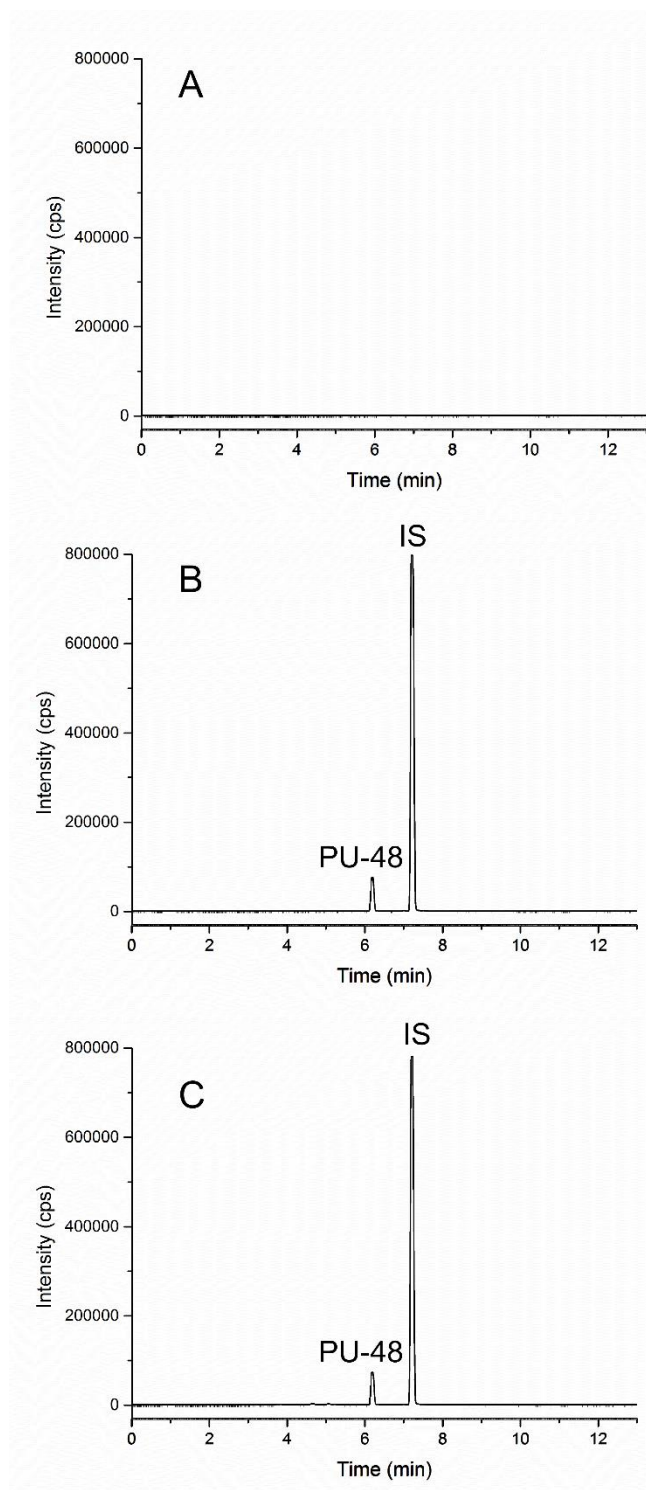 A
800000
600000
400000
200000
0
Intensity (cps)
0 2 4 6 8 10 12
Time (min)
IS
B
800000
600000
400000
200000
0
Intensity (cps)
PU-48
0 2 4 6 8 10 12
Time (min)
IS
C
800000
600000
400000
200000
0
Intensity (cps)
PU-48
0 2 4 6 8 10 12
Time (min)